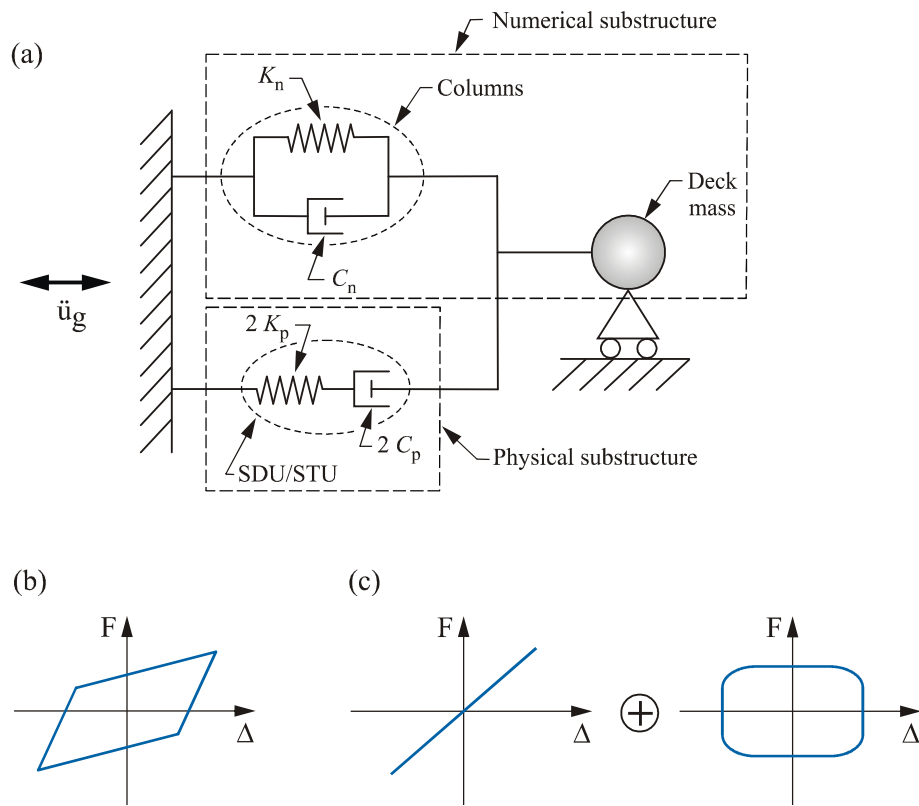 Numerical substructure
(a)
Kn
Columns
Deck
mass
Cn
üg
2 Kp
2 Cp
SDU/STU
Physical substructure
(b)
(c)
F
F
F
Δ
Δ
Δ